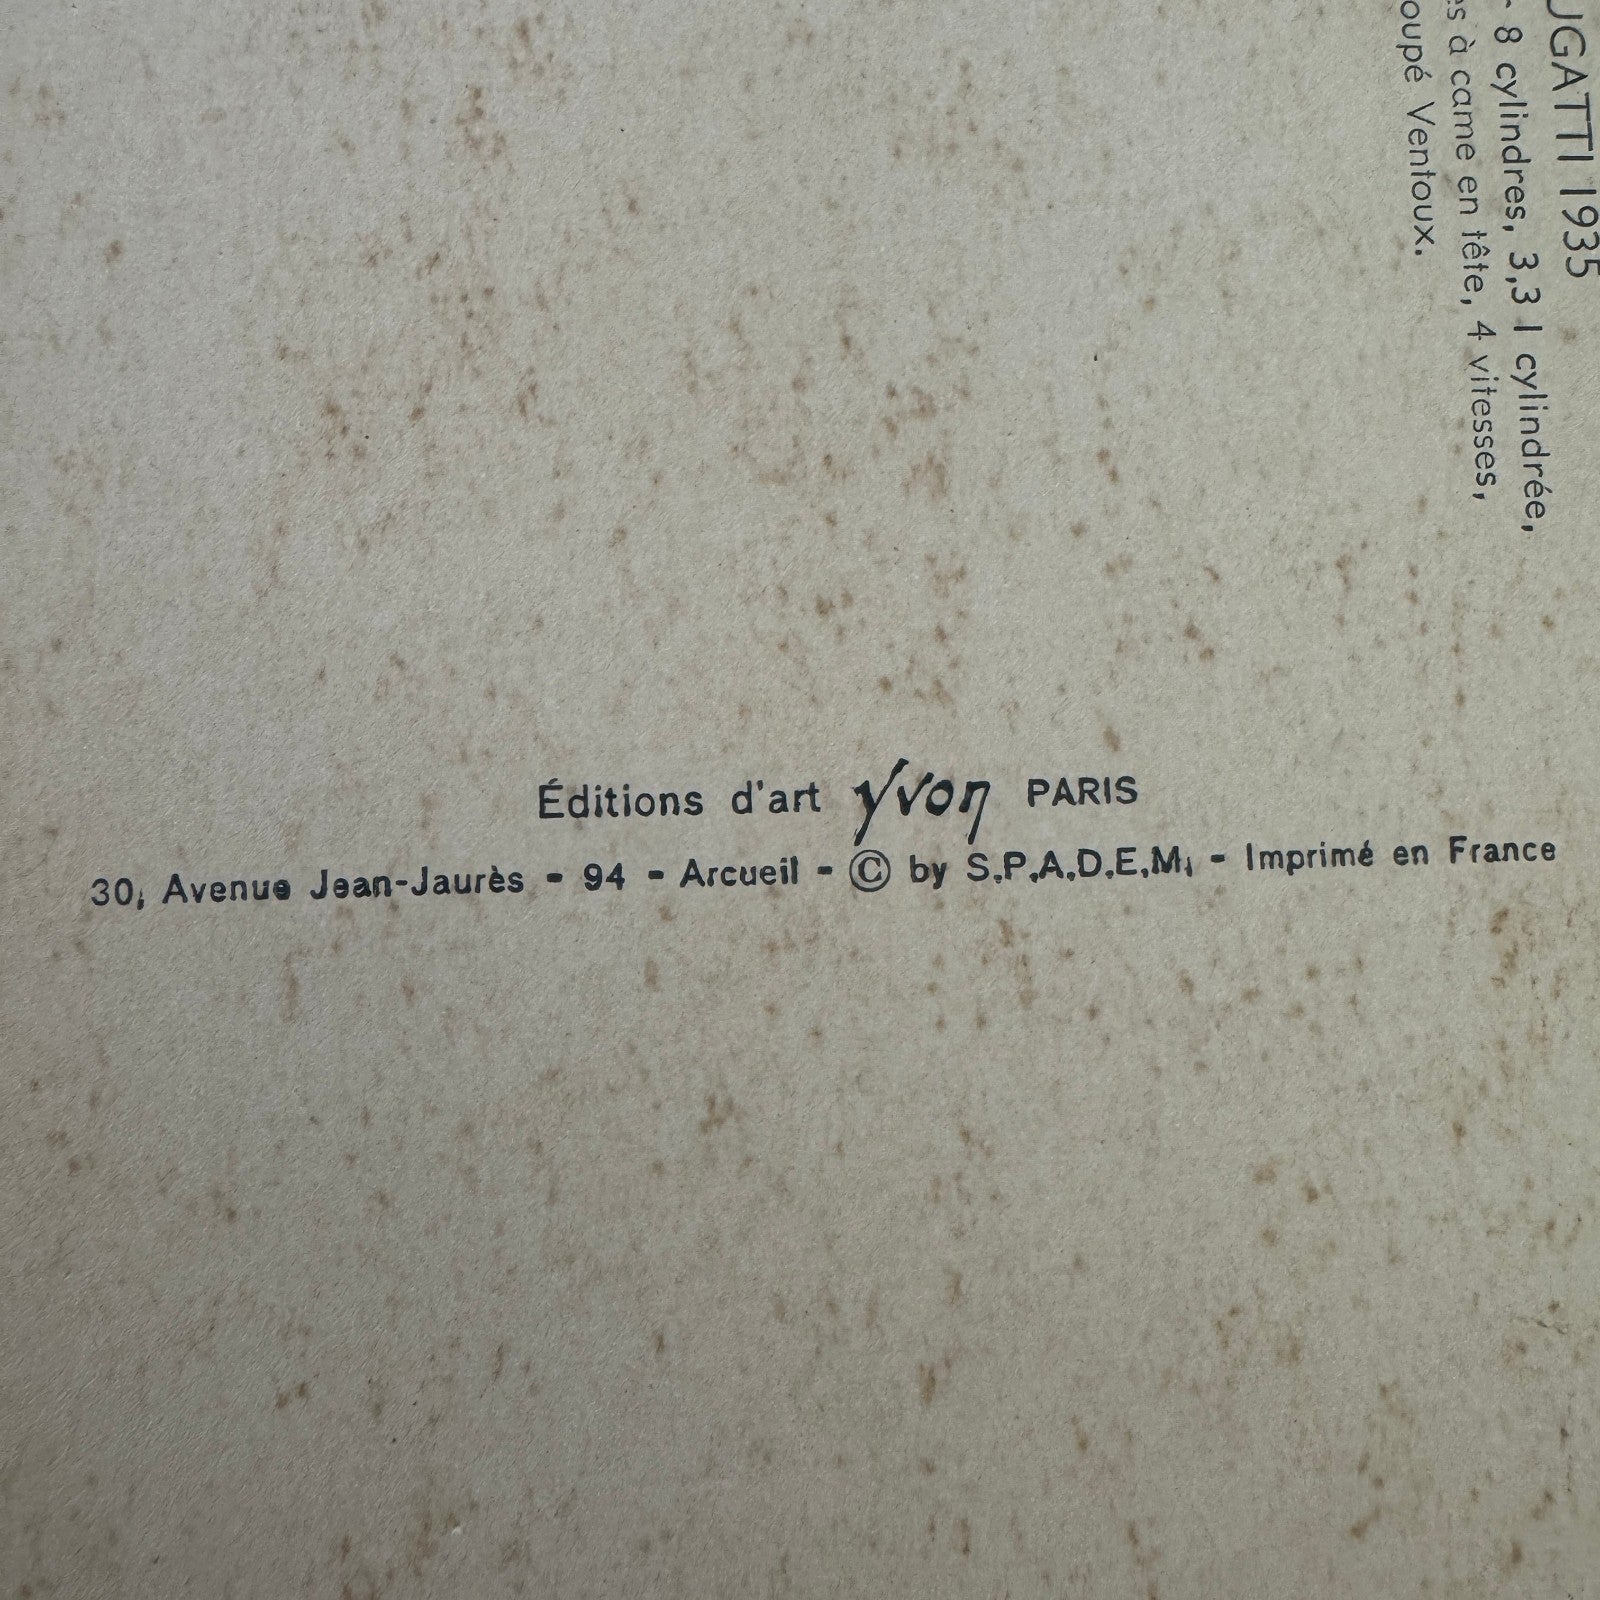 UGATTI 1935
8 cylindres, 3,3 l cylindrée,
es à came en tête, 4 vitesses,
oupé Ventoux.
Éditions d'art yvon PARIS
30, Avenue Jean-Jaurès - 94 - Arcueil - © by S.P.A.D.E.M. - Imprimé en France